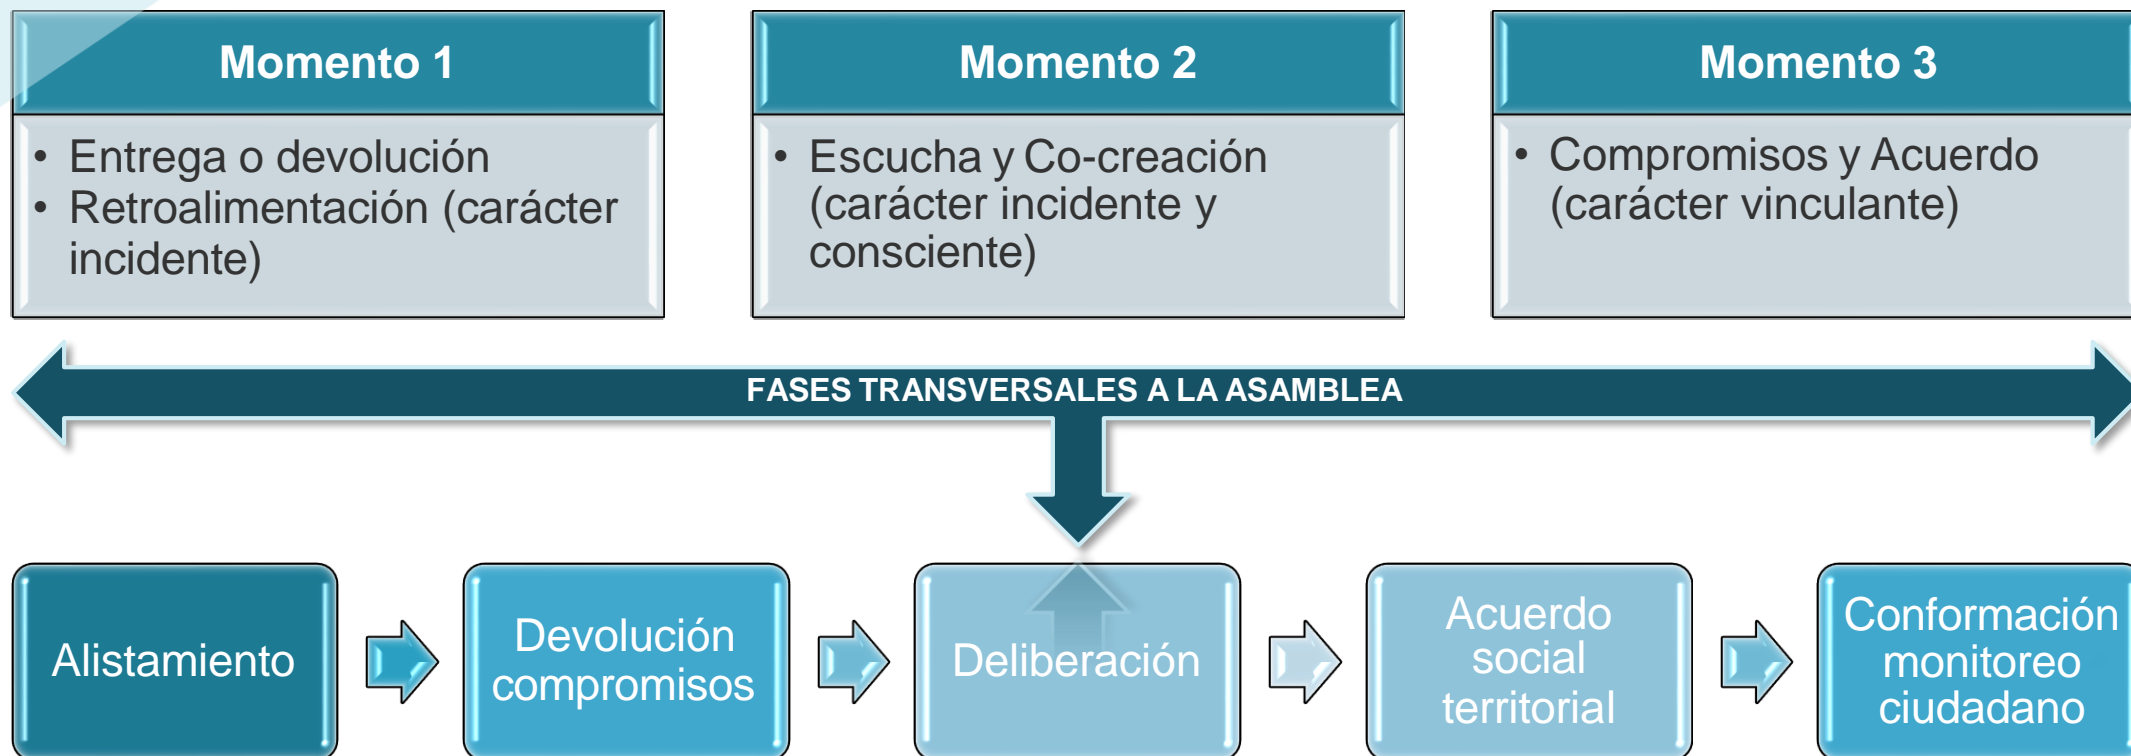 Momento 1
• Entrega o devolución
• Retroalimentación (carácter
incidente)
Momento 2
• Escucha y Co-creación
(carácter incidente y
consciente)
Momento 3
• Compromisos y Acuerdo
(carácter vinculante)
FASES TRANSVERSALES A LA ASAMBLEA
Alistamiento
Devolución
compromisos
Deliberación
Acuerdo
social
territorial
Conformación
monitoreo
ciudadano